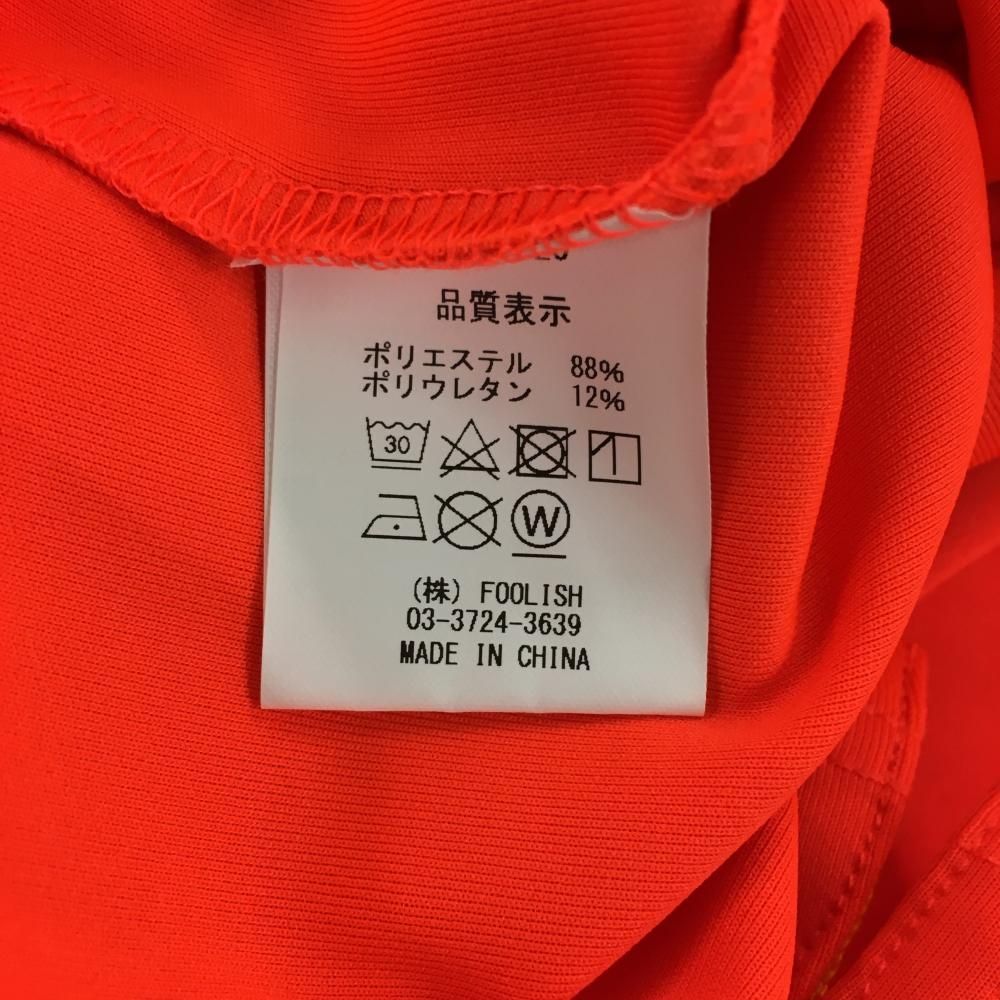 品質表示
ポリエステル 88%
ポリウレタン 12%
30
W
(株) FOOLISH
03-3724-3639
MADE IN CHINA